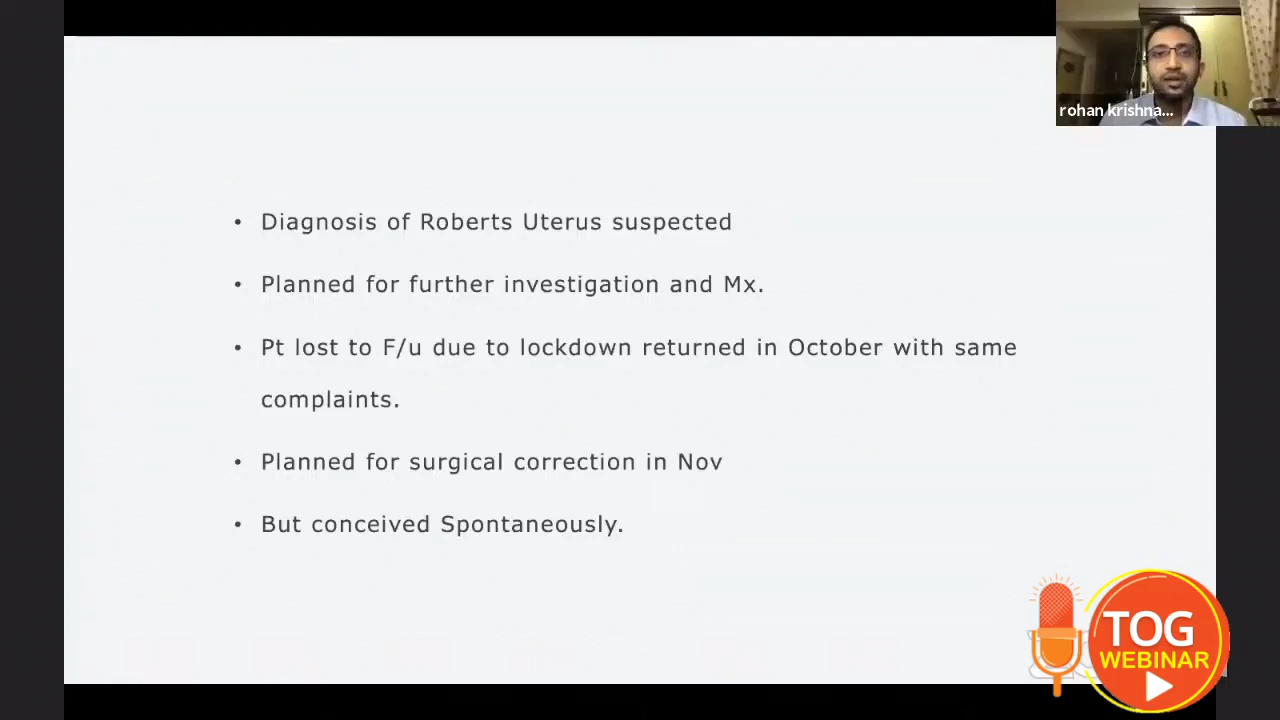 rohan krishna...
• Diagnosis of Roberts Uterus suspected
• Planned for further investigation and Mx.
• Pt lost to F/u due to lockdown returned in October with same
complaints.
• Planned for surgical correction in Nov
• But conceived Spontaneously.
TOG
WEBINAR